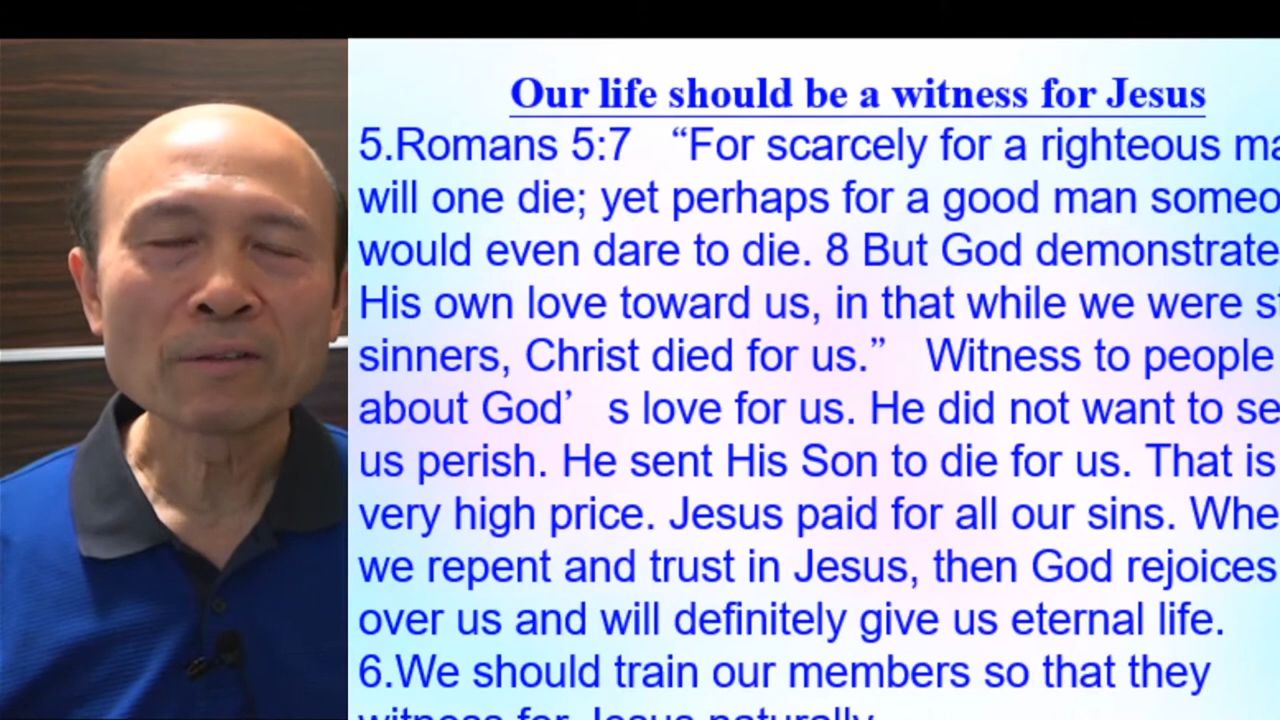 Our life should be a witness for Jesus
5.Romans 5:7 “For scarcely for a righteous
will one die; yet perhaps for a good man
would even dare to die. 8 But God demonstrate
His own love toward us, in that while we were
sinners, Christ died for us.” Witness to people
about God’ s love for us. He did not want to
us perish. He sent His Son to die for us. That is
very high price. Jesus paid for all our sins.
we repent and trust in Jesus, then God rejoices
over us and will definitely give us eternal life.
6.We should train our members so that they
witness for Jesus naturally